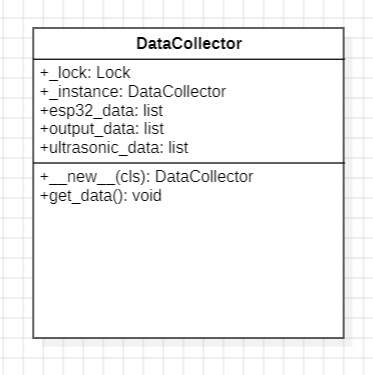 DataCollector
+_lock: Lock
+_instance: DataCollector
+esp32_data: list
+output_data: list
+ultrasonic_data: list
+__new__(cls): DataCollector
+get_data(): void